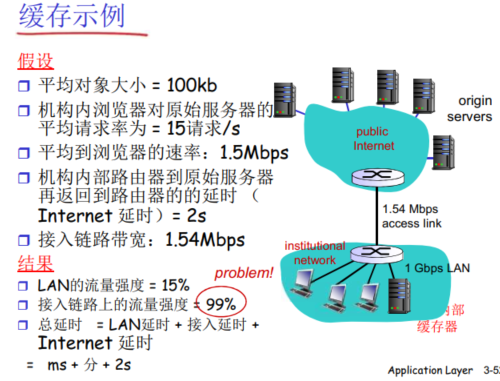 缓存示例
假设
平均对象大小 = 100kb
机构内浏览器对原始服务器的
平均请求率为 = 15请求/s
平均到浏览器的速率：1.5Mbps
机构内部路由器到原始服务器
再返回到路由器的的延时 （
Internet 延时）= 2s
接入链路带宽：1.54Mbps
结果
LAN的流量强度 = 15%
接入链路上的流量强度 = 99%
总延时 = LAN延时 + 接入延时 +
Internet 延时
= ms + 分 + 2s
problem!
origin
servers
public
Internet
1.54 Mbps
access link
institutional
network
1 Gbps LAN
部
缓存器
Application Layer